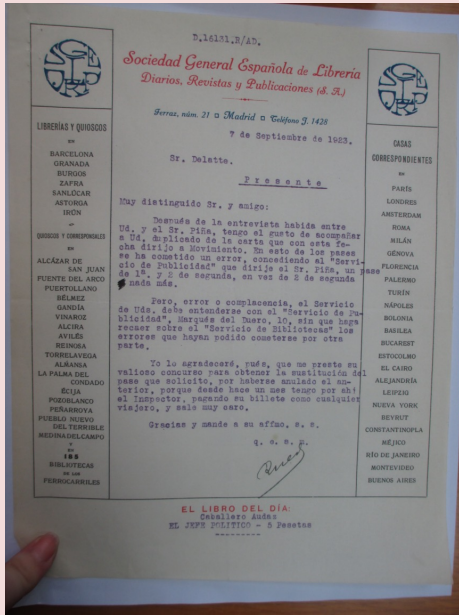 D.16131.R/AD.
Sociedad General Española de Librería
Diarios, Revistas y Publicaciones (S. A.)
Ferraz, núm. 21 Madrid Teléfono J. 1428
7 de Septiembre de 1923.
Sr. Delatte.
Presente
Muy distinguido Sr. y amigo:
Después de la entrevista habida entre
Ud. y el Sr. Piña, tengo el gusto de acompañar
a Ud. duplicado de la carta que con esta fe-
cha dirijo a Movimiento. En esto de los pases
se ha cometido un error, concediendo al "Servi-
cio de Publicidad" que dirije el Sr. Piña, un pase
de 1ª. y 2 de segunda, en vez de 2 de segunda
nada más.
Pero, error o complacencia, el Servicio
de Uds. debe entenderse con el "Servicio de Pu-
blicidad", Marqués del Duero, 10, sin que haga
recaer sobre el "Servicio de Bibliotecas" los
errores que hayan podido cometerse por otra
parte.
Yo le agradeceré, pués, que me preste su
valioso concurso para obtener la sustitución del
pase que solicito, por haberse anulado el an-
terior, porque desde hace un mes tengo por ahí
el Inspector, pagando su billete como cualquier
viajero, y sale muy caro.
Gracias y mande a su affmo. s. s.
q. e. s. m.
LIBRERÍAS Y QUIOSCOS
EN
BARCELONA
GRANADA
BURGOS
ZAFRA
SANLÚCAR
ASTORGA
IRÚN
QUIOSCOS Y CORRESPONSALES
EN
ALCÁZAR DE
SAN JUAN
FUENTE DEL ARCO
PUERTOLLANO
BÉLMEZ
GANDÍA
VINAROZ
ALCIRA
AVILÉS
REINOSA
TORRELAVEGA
ALMANSA
LA PALMA DEL
CONDADO
ÉCIJA
POZOBLANCO
PEÑARROYA
PUEBLO NUEVO
DEL TERRIBLE
MEDINA DEL CAMPO
Y
EN
BIBLIOTECAS
DE LOS
FERROCARRILES
CASAS
CORRESPONDIENTES
EN
PARÍS
LONDRES
AMSTERDAM
ROMA
MILÁN
GÉNOVA
FLORENCIA
PALERMO
TURÍN
NÁPOLES
BOLONIA
BASILEA
BUCAREST
ESTOCOLMO
EL CAIRO
ALEJANDRÍA
LEIPZIG
NUEVA YORK
BEYRUT
CONSTANTINOPLA
MÉJICO
RÍO DE JANEIRO
MONTEVIDEO
BUENOS AIRES
EL LIBRO DEL DÍA:
Caballero Audaz
EL JEFE POLITICO - 5 Pesetas